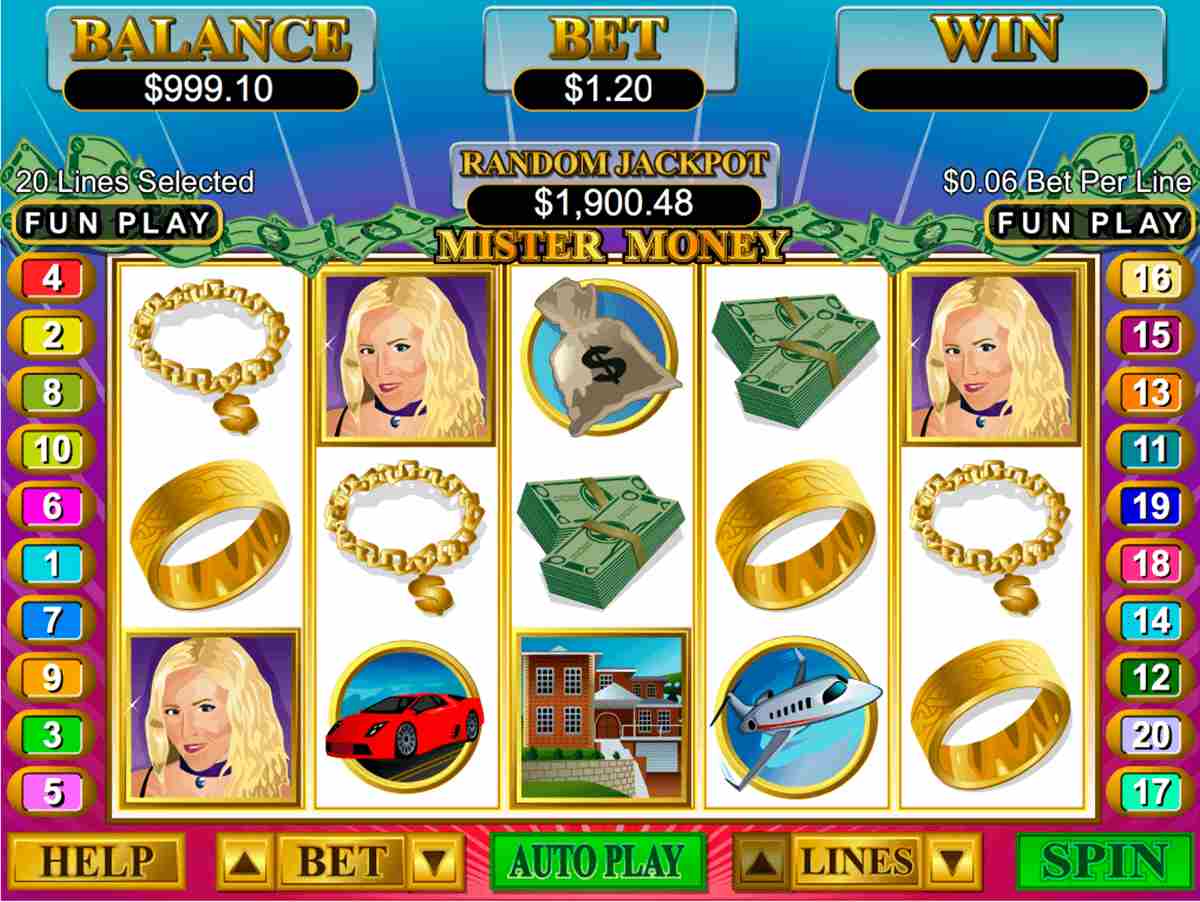 BALANCE
$999.10
BET
$1.20
WIN
RANDOM JACKPOT
$1,900.48
20 Lines Selected
$0.06 Bet Per Line
FUN PLAY
FUN PLAY
MISTER MONEY
4
16
2
15
8
13
10
11
6
19
1
18
7
14
9
12
3
20
5
17
$
HELP
BET
AUTO PLAY
LINES
SPIN